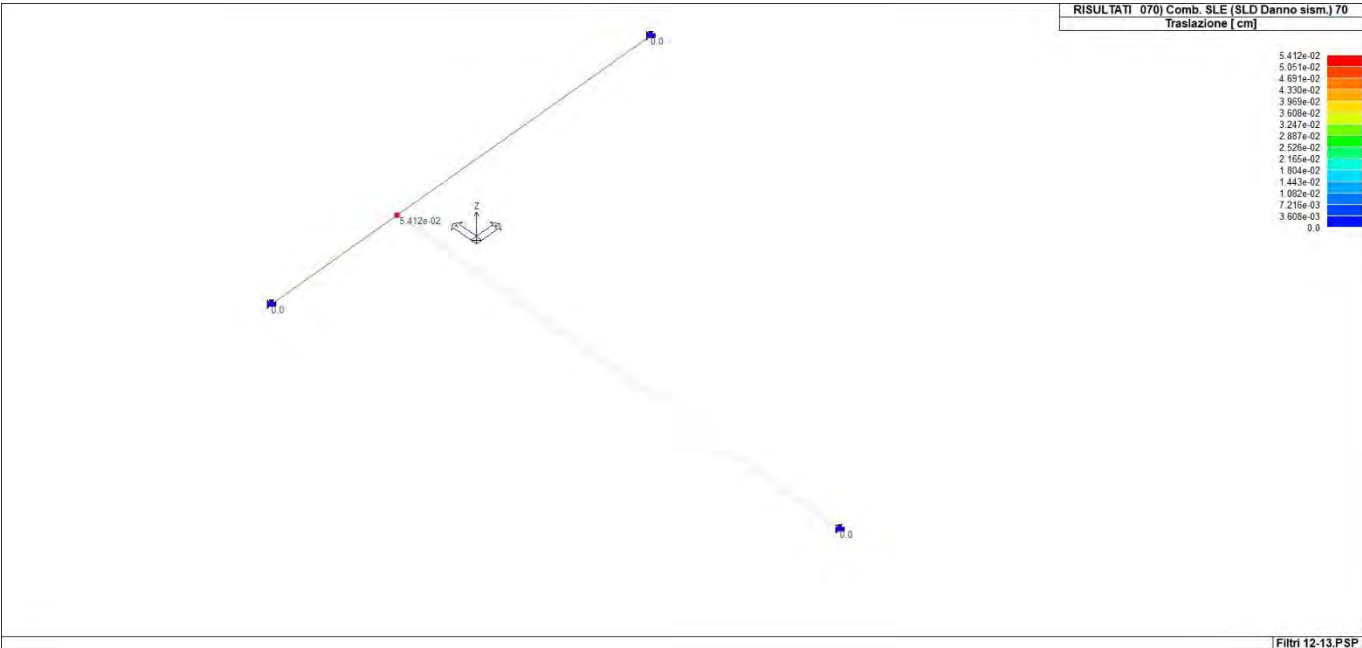 RISULTATI 070) Comb. SLE (SLD Danno sism.) 70
Traslazione [ cm]
0.0
5.412e-02
5.051e-02
4.691e-02
4.330e-02
3.969e-02
3.608e-02
3.247e-02
2.887e-02
2.526e-02
2.165e-02
1.804e-02
1.443e-02
1.082e-02
7.216e-03
3.608e-03
0.0
Z
5.412e-02
0.0
0.0
Filtri 12-13.PSP